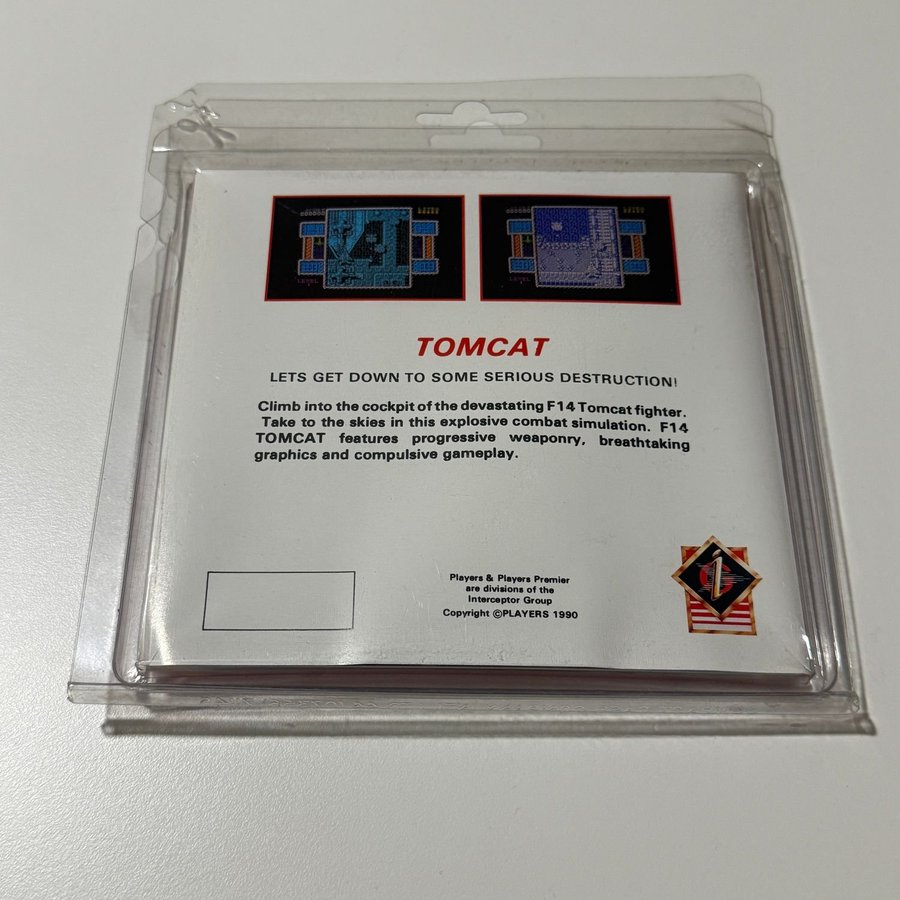 LEVEL
LEVEL
TOMCAT
LETS GET DOWN TO SOME SERIOUS DESTRUCTION!
Climb into the cockpit of the devastating F14 Tomcat fighter.
Take to the skies in this explosive combat simulation. F14
TOMCAT features progressive weaponry, breathtaking
graphics and compulsive gameplay.
Players & Players Premier
are divisions of the
Interceptor Group
Copyright ©PLAYERS 1990
i